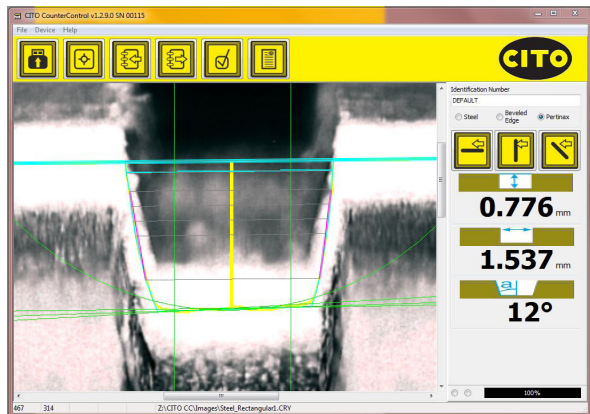 CITO CounterControl v1.2.9.0 SN 00115
File Device Help
CITO
Identification Number
DEFAULT
Steel
Beveled Edge
Pertinax
0.776 mm
1.537 mm
a
12°
100%
467 314 Z:\CITO CC\Images\Steel_Rectangular1.CRY